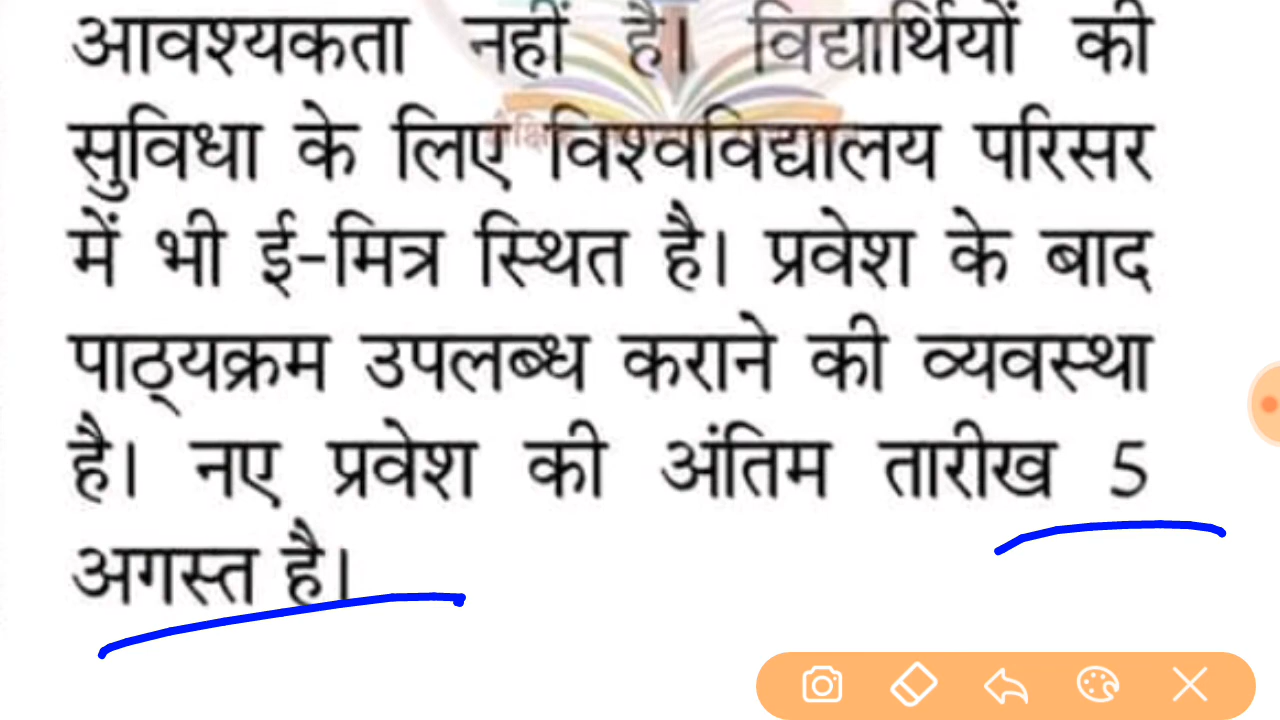 आवश्यकता नहीं है। विद्यार्थियों की
सुविधा के लिए विश्वविद्यालय परिसर
में भी ई-मित्र स्थित है। प्रवेश के बाद
पाठ्यक्रम उपलब्ध कराने की व्यवस्था
है। नए प्रवेश की अंतिम तारीख 5
अगस्त है।